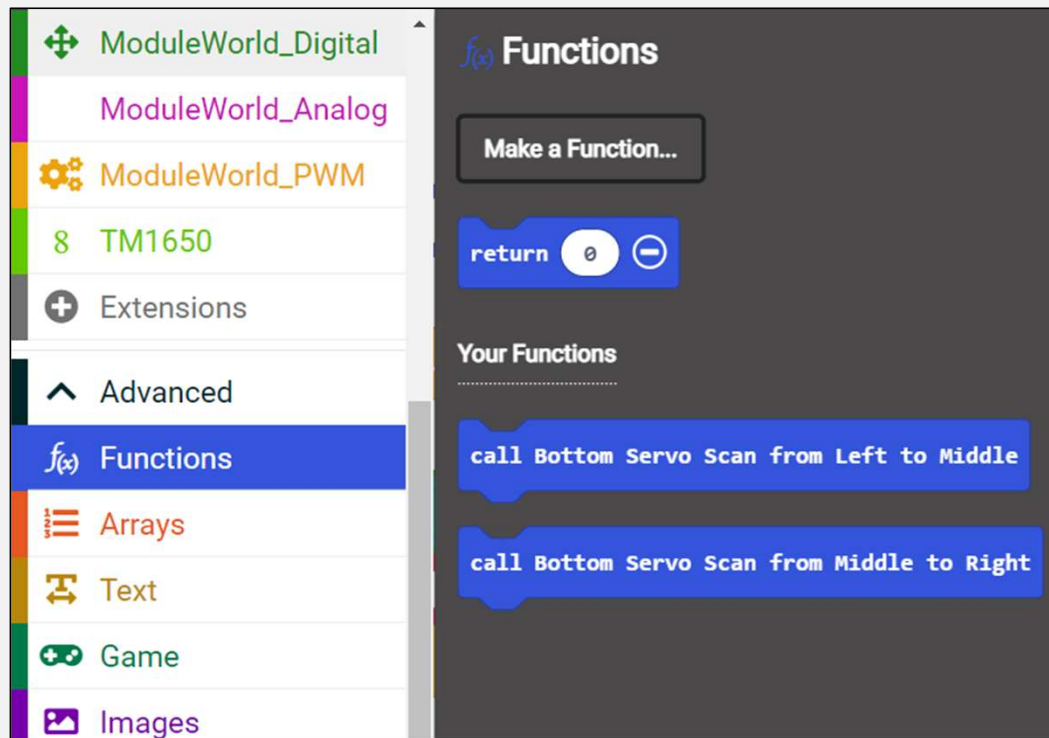 ModuleWorld_Digital
ModuleWorld_Analog
ModuleWorld_PWM
8 TM1650
Extensions
Advanced
f(x) Functions
Arrays
Text
Game
Images
f(x) Functions
Make a Function...
return 0
Your Functions
call Bottom Servo Scan from Left to Middle
call Bottom Servo Scan from Middle to Right